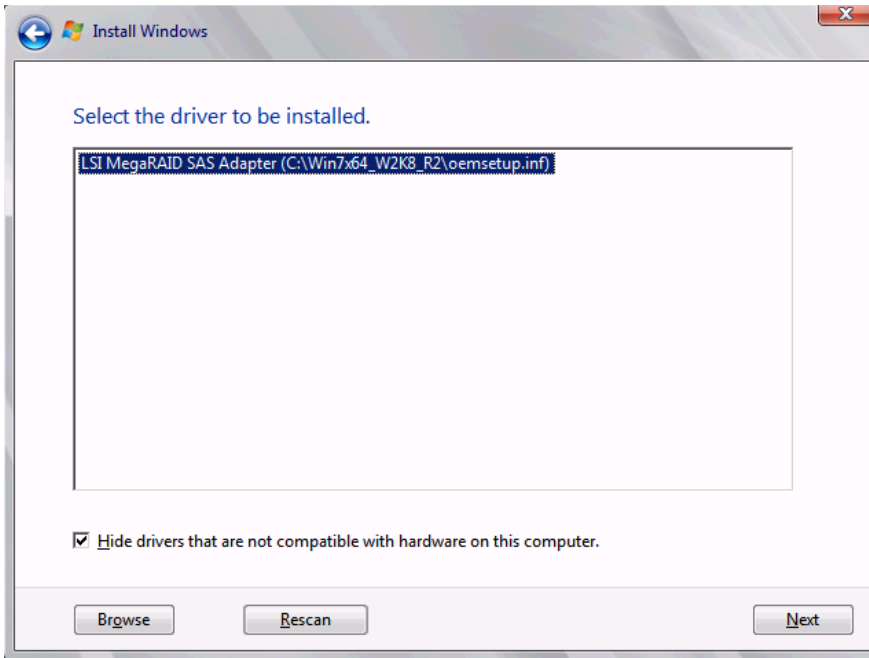 Install Windows
Select the driver to be installed.
LSI MegaRAID SAS Adapter (C:\Win7x64_W2K8_R2\oemsetup.inf)
Hide drivers that are not compatible with hardware on this computer.
Browse Rescan Next